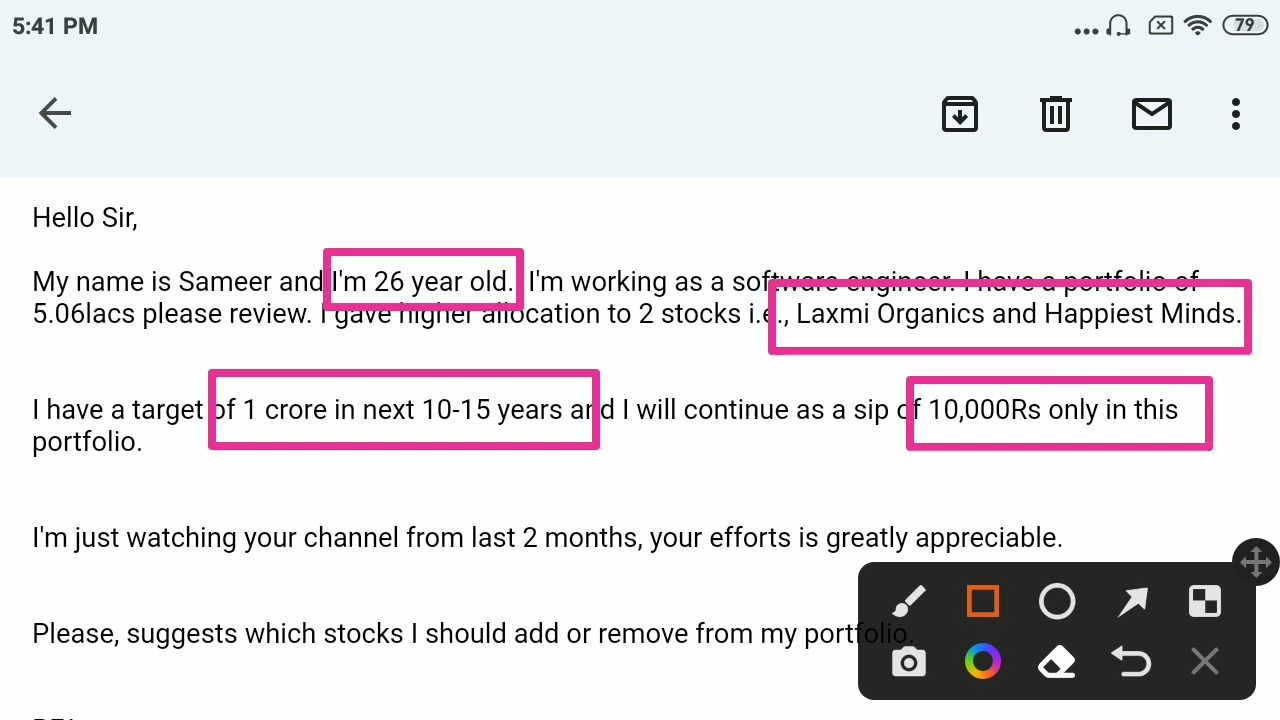 5:41 PM
79
Hello Sir,
My name is Sameer and I'm 26 year old. I'm working as a software engineer. I have a portfolio of
5.06lacs please review. I gave higher allocation to 2 stocks i.e., Laxmi Organics and Happiest Minds.
I have a target of 1 crore in next 10-15 years and I will continue as a sip of 10,000Rs only in this
portfolio.
I'm just watching your channel from last 2 months, your efforts is greatly appreciable.
Please, suggests which stocks I should add or remove from my portfolio.